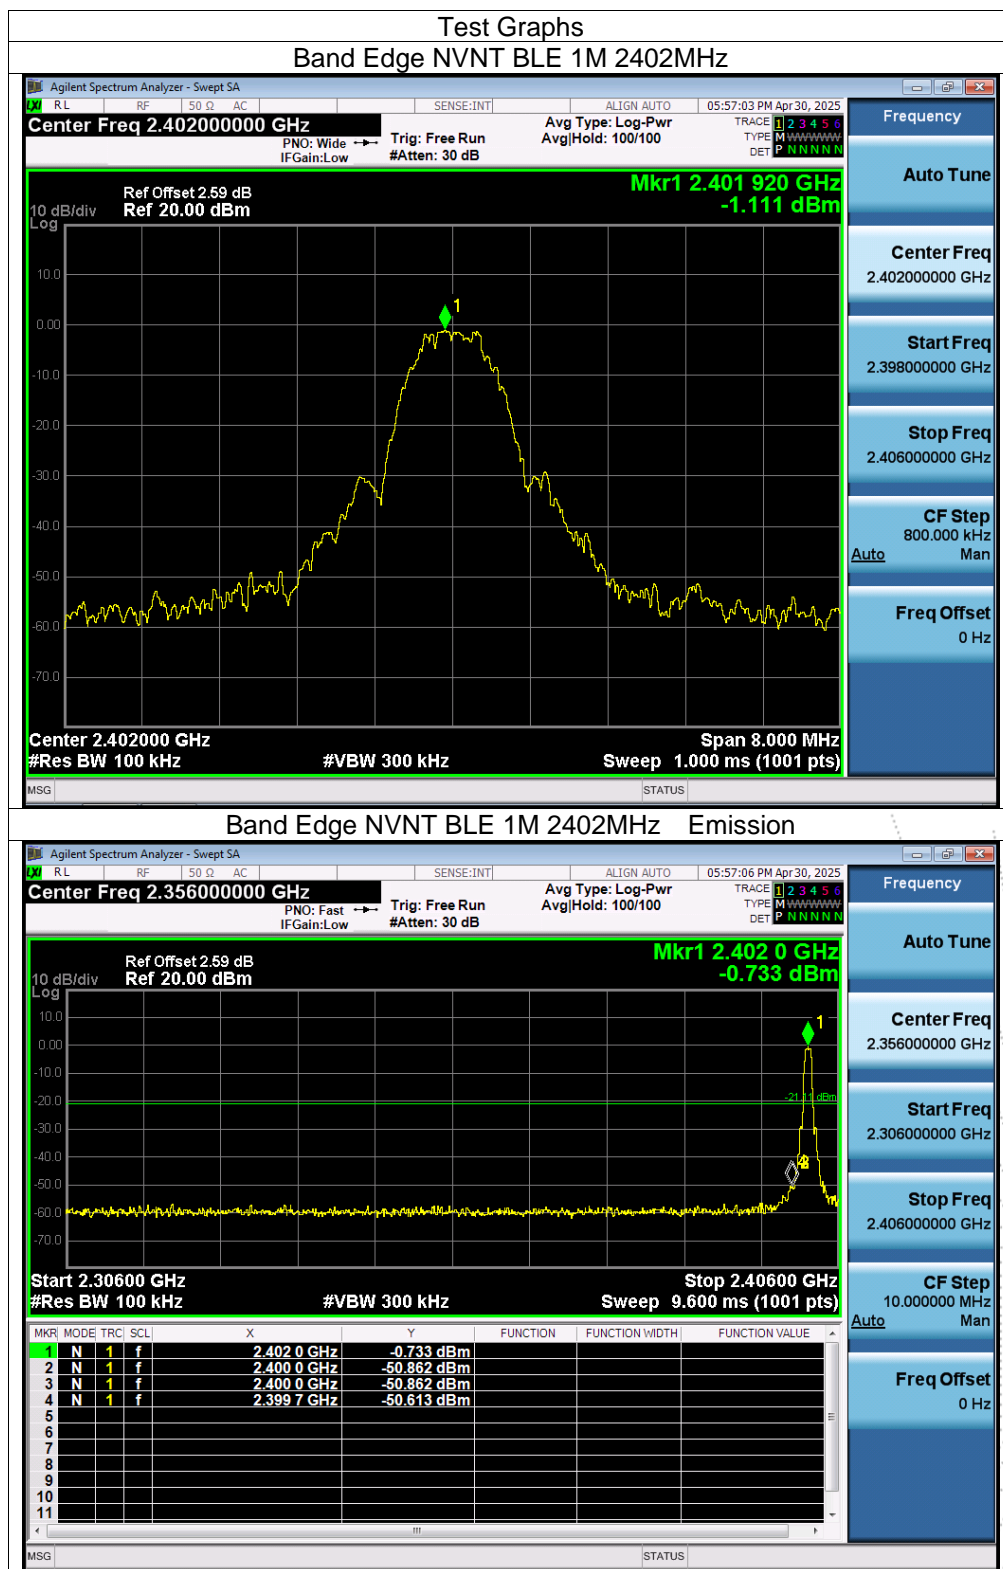 Test Graphs
Band Edge NVNT BLE 1M 2402MHz
Agilent Spectrum Analyzer - Swept SA
LXI RL RF 50 Ω AC SENSE:INT ALIGN AUTO 05:57:03 PM Apr 30, 2025
Center Freq 2.402000000 GHz
PNO: Wide
IFGain:Low
Trig: Free Run
#Atten: 30 dB
Avg Type: Log-Pwr
Avg|Hold: 100/100
TRACE 1 2 3 4 5 6
TYPE M WWWWW
DET P N N N N N
Frequency
Auto Tune
Center Freq
2.402000000 GHz
Start Freq
2.398000000 GHz
Stop Freq
2.406000000 GHz
CF Step
800.000 kHz
Auto Man
Freq Offset
0 Hz
Mkr1 2.401 920 GHz
-1.111 dBm
Ref Offset 2.59 dB
10 dB/div Ref 20.00 dBm
Log
1
10.0
0.00
-10.0
-20.0
-30.0
-40.0
-50.0
-60.0
-70.0
Center 2.402000 GHz Span 8.000 MHz
#Res BW 100 kHz #VBW 300 kHz Sweep 1.000 ms (1001 pts)
MSG STATUS
Band Edge NVNT BLE 1M 2402MHz Emission
Agilent Spectrum Analyzer - Swept SA
LXI RL RF 50 Ω AC SENSE:INT ALIGN AUTO 05:57:06 PM Apr 30, 2025
Center Freq 2.356000000 GHz
PNO: Fast
IFGain:Low
Trig: Free Run
#Atten: 30 dB
Avg Type: Log-Pwr
Avg|Hold: 100/100
TRACE 1 2 3 4 5 6
TYPE M WWWWW
DET P N N N N N
Frequency
Auto Tune
Center Freq
2.356000000 GHz
Start Freq
2.306000000 GHz
Stop Freq
2.406000000 GHz
CF Step
10.000000 MHz
Auto Man
Freq Offset
0 Hz
Mkr1 2.402 0 GHz
-0.733 dBm
Ref Offset 2.59 dB
10 dB/div Ref 20.00 dBm
Log
1
10.0
0.00
-10.0
-20.0
-21.11 dBm
-30.0
-40.0
-50.0
-60.0
-70.0
Start 2.30600 GHz Stop 2.40600 GHz
#Res BW 100 kHz #VBW 300 kHz Sweep 9.600 ms (1001 pts)
MKR MODE TRC SCL X Y FUNCTION FUNCTION WIDTH FUNCTION VALUE
1 N 1 f 2.402 0 GHz -0.733 dBm
2 N 1 f 2.400 0 GHz -50.862 dBm
3 N 1 f 2.400 0 GHz -50.862 dBm
4 N 1 f 2.399 7 GHz -50.613 dBm
5
6
7
8
9
10
11
MSG STATUS